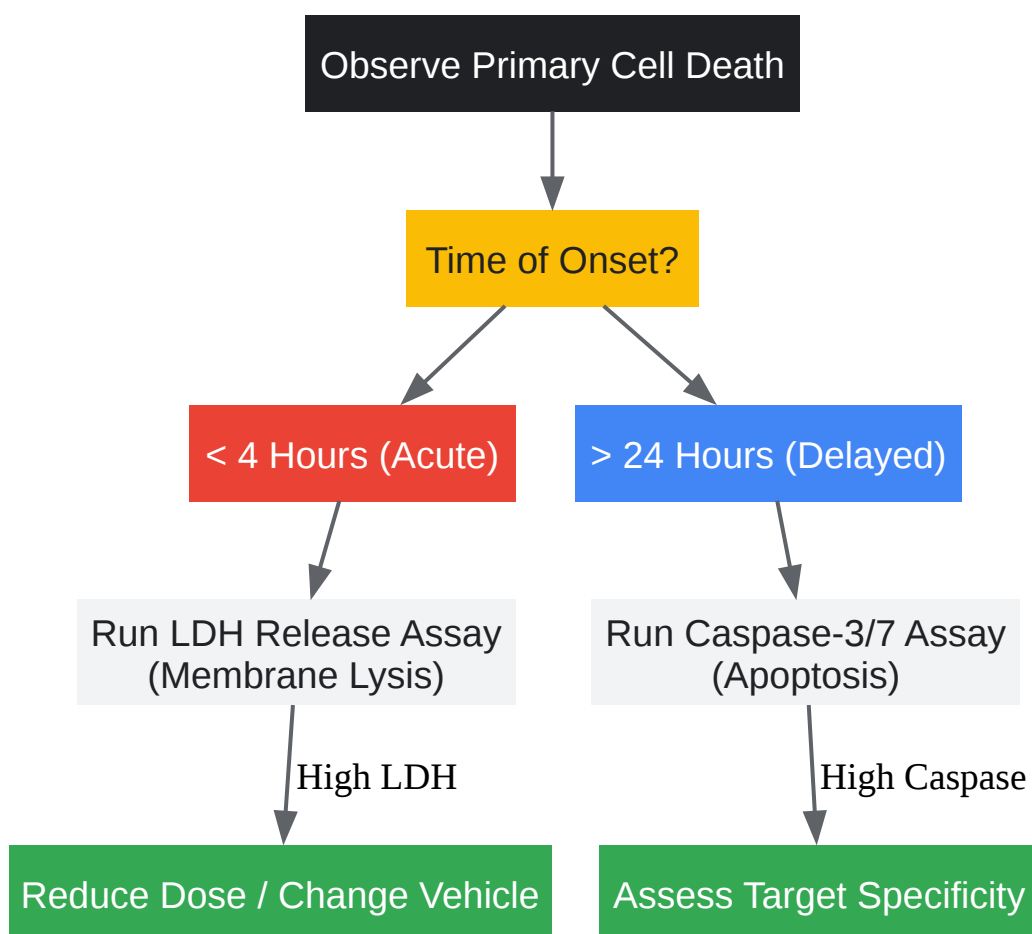 Observe Primary Cell Death
Time of Onset?
< 4 Hours (Acute)
> 24 Hours (Delayed)
Run LDH Release Assay
(Membrane Lysis)
Run Caspase-3/7 Assay
(Apoptosis)
High LDH
High Caspase
Reduce Dose / Change Vehicle
Assess Target Specificity